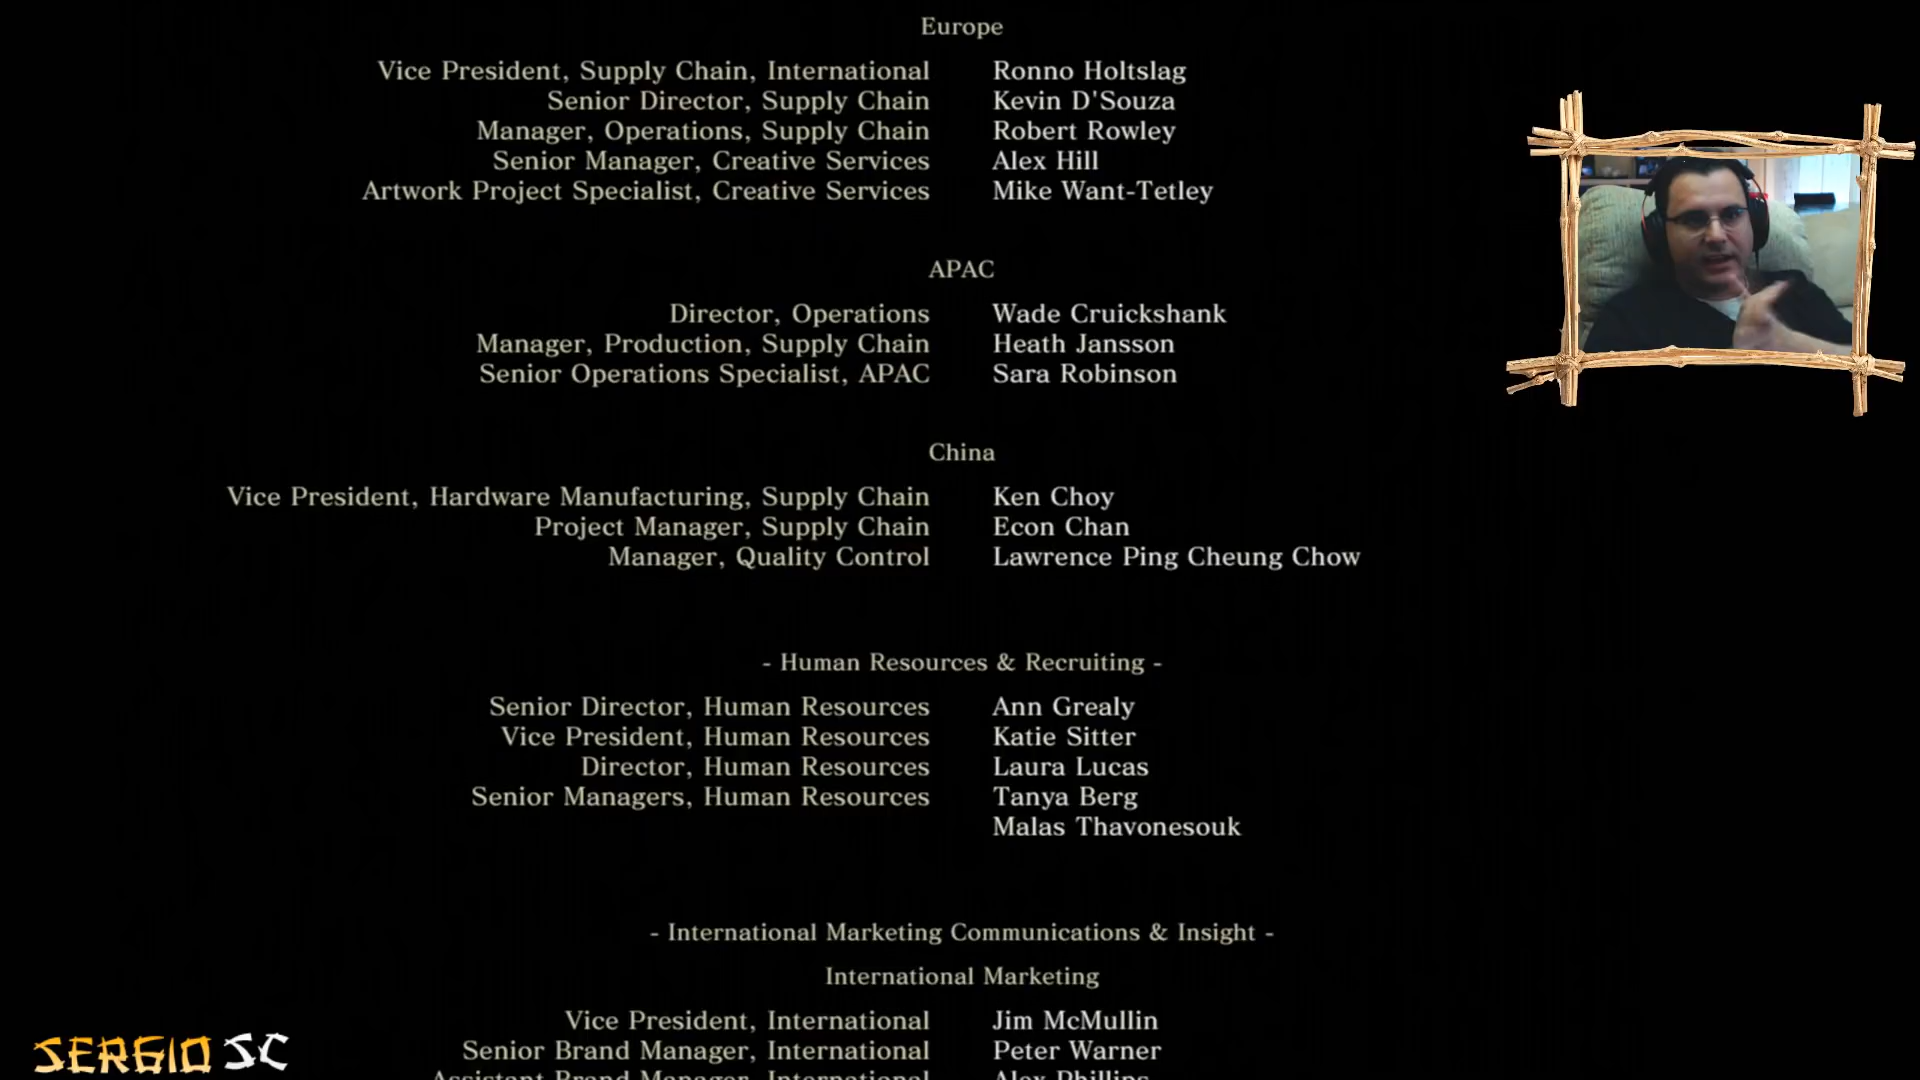 Europe
Vice President, Supply Chain, International Ronno Holtslag
Senior Director, Supply Chain Kevin D'Souza
Manager, Operations, Supply Chain Robert Rowley
Senior Manager, Creative Services Alex Hill
Artwork Project Specialist, Creative Services Mike Want-Tetley
APAC
Director, Operations Wade Cruickshank
Manager, Production, Supply Chain Heath Jansson
Senior Operations Specialist, APAC Sara Robinson
China
Vice President, Hardware Manufacturing, Supply Chain Ken Choy
Project Manager, Supply Chain Econ Chan
Manager, Quality Control Lawrence Ping Cheung Chow
- Human Resources & Recruiting -
Senior Director, Human Resources Ann Grealy
Vice President, Human Resources Katie Sitter
Director, Human Resources Laura Lucas
Senior Managers, Human Resources Tanya Berg
Malas Thavonesouk
- International Marketing Communications & Insight -
International Marketing
Vice President, International Jim McMullin
Senior Brand Manager, International Peter Warner
Assistant Brand Manager, International Alex Phillips
SERGIO SC